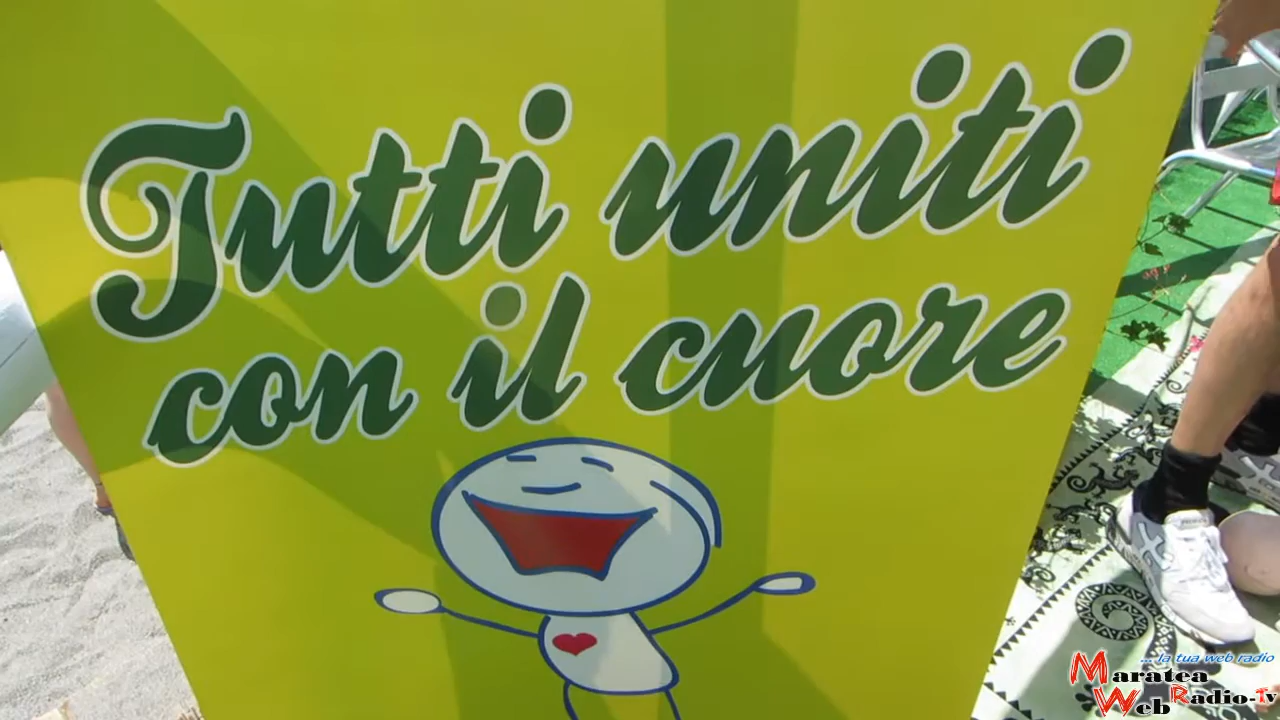 Tutti uniti
con il cuore
... la tua web radio
Maratea
Web Radio-Tv